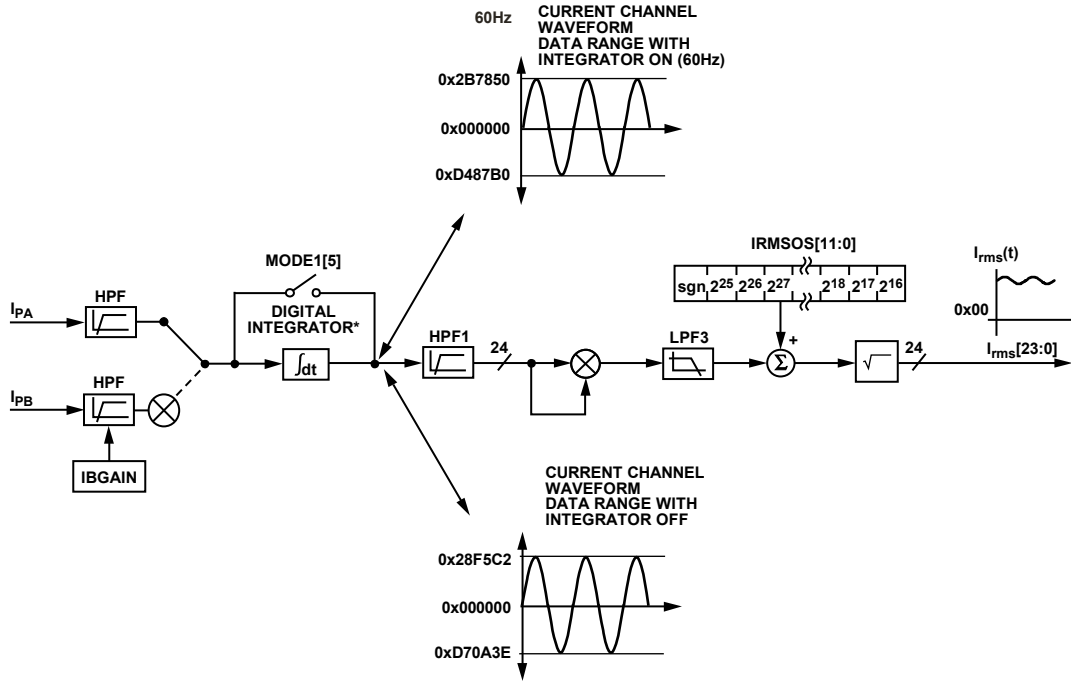 60Hz
CURRENT CHANNEL
WAVEFORM
DATA RANGE WITH
INTEGRATOR ON (60Hz)
0x2B7850
0x000000
0xD487B0
MODE1[5]
DIGITAL
INTEGRATOR*
IPA
HPF
∫dt
HPF1
24
LPF3
IRMSOS[11:0]
sgn 2^25 2^26 2^27 2^18 2^17 2^16
+
Σ
√
24
Irms(t)
0x00
Irms[23:0]
IPB
HPF
IBGAIN
CURRENT CHANNEL
WAVEFORM
DATA RANGE WITH
INTEGRATOR OFF
0x28F5C2
0x000000
0xD70A3E